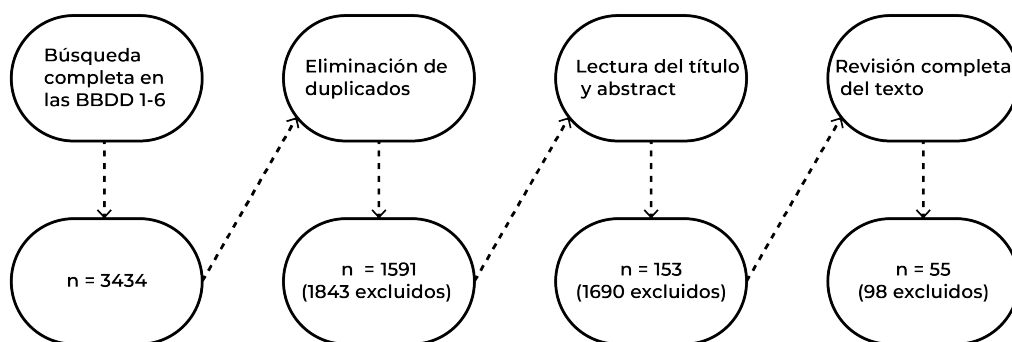 Búsqueda
completa en
las BBDD 1-6
Eliminación de
duplicados
Lectura del título
y abstract
Revisión completa
del texto
n = 3434
n = 1591
(1843 excluidos)
n = 153
(1690 excluidos)
n = 55
(98 excluidos)